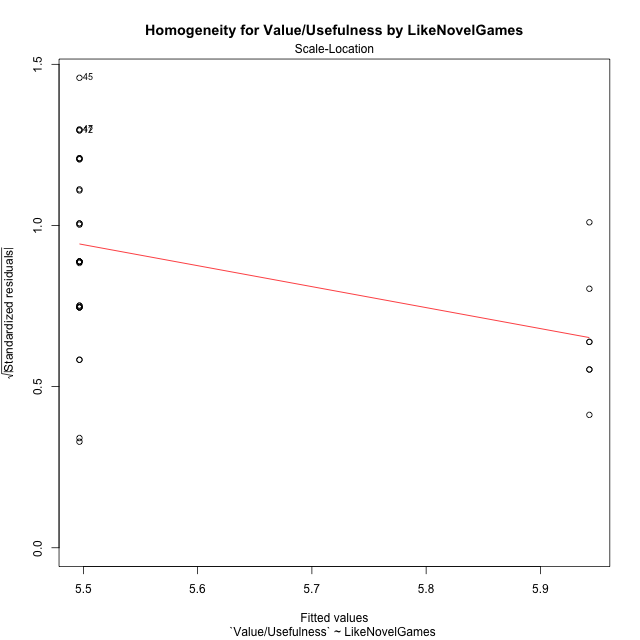 Homogeneity for Value/Usefulness by LikeNovelGames
Scale-Location
1.5
1.0
0.5
0.0
√|Standardized residuals|
45
5.5
5.6
5.7
5.8
5.9
Fitted values
`Value/Usefulness` ~ LikeNovelGames